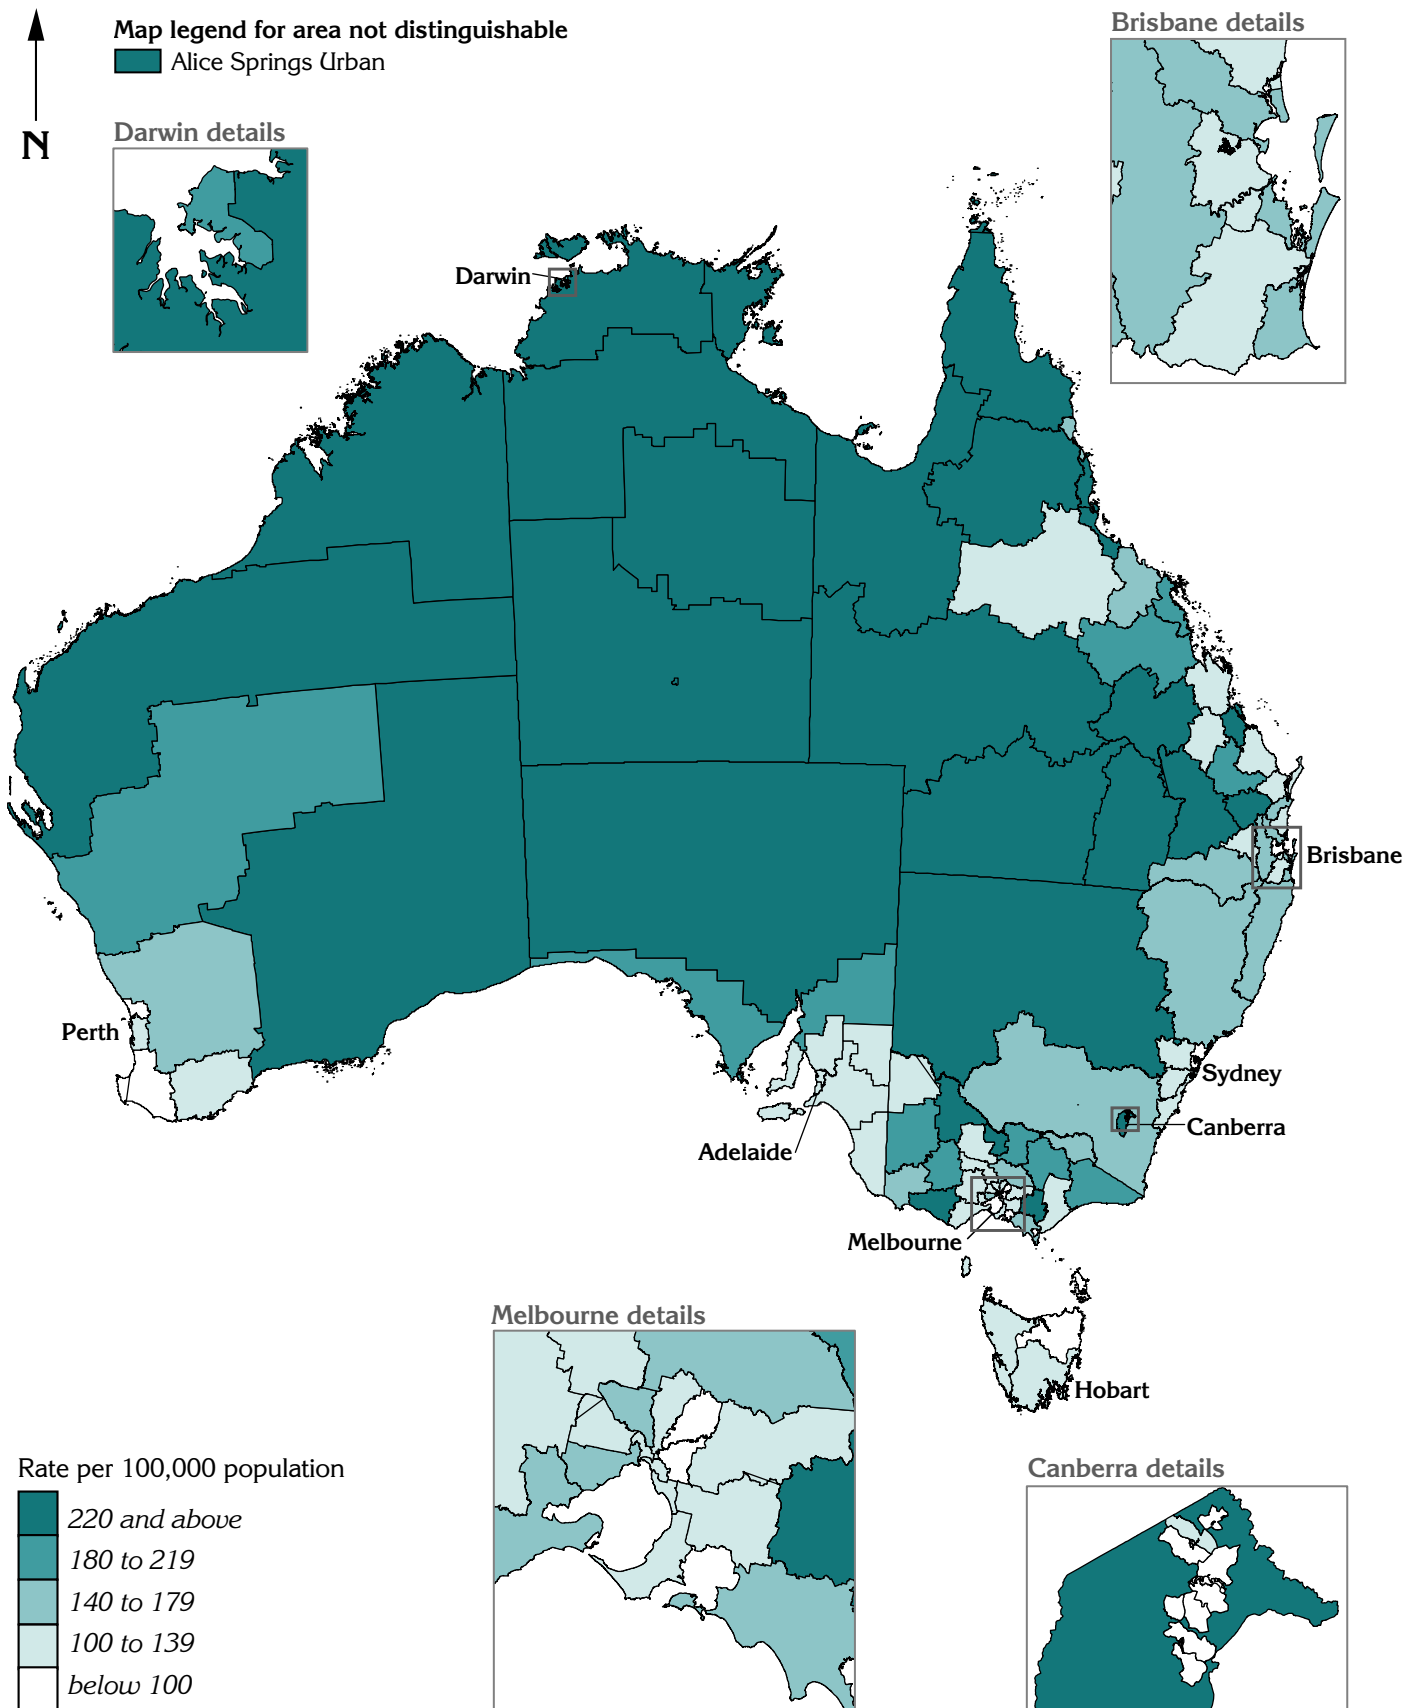 Map legend for area not distinguishable
Alice Springs Urban
N
Darwin details
Brisbane details
Darwin
Brisbane
Perth
Sydney
Canberra
Adelaide
Melbourne
Hobart
Melbourne details
Canberra details
Rate per 100,000 population
220 and above
180 to 219
140 to 179
100 to 139
below 100